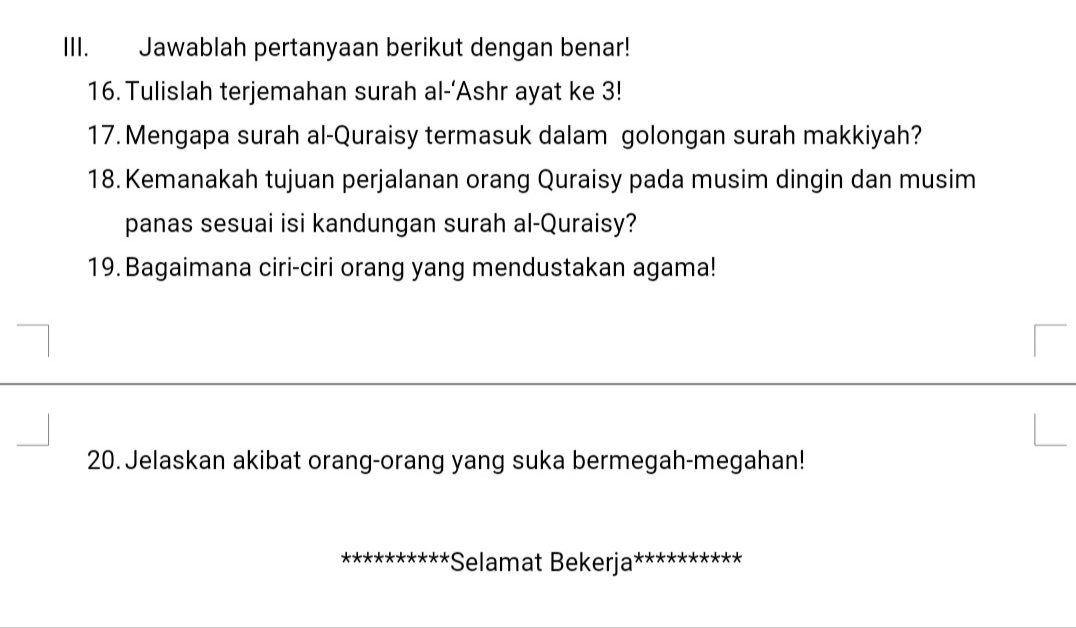 III. Jawablah pertanyaan berikut dengan benar!
16. Tulislah terjemahan surah al-‘Ashr ayat ke 3!
17. Mengapa surah al-Quraisy termasuk dalam golongan surah makkiyah?
18. Kemanakah tujuan perjalanan orang Quraisy pada musim dingin dan musim
panas sesuai isi kandungan surah al-Quraisy?
19. Bagaimana ciri-ciri orang yang mendustakan agama!
20. Jelaskan akibat orang-orang yang suka bermegah-megahan!
**********Selamat Bekerja**********